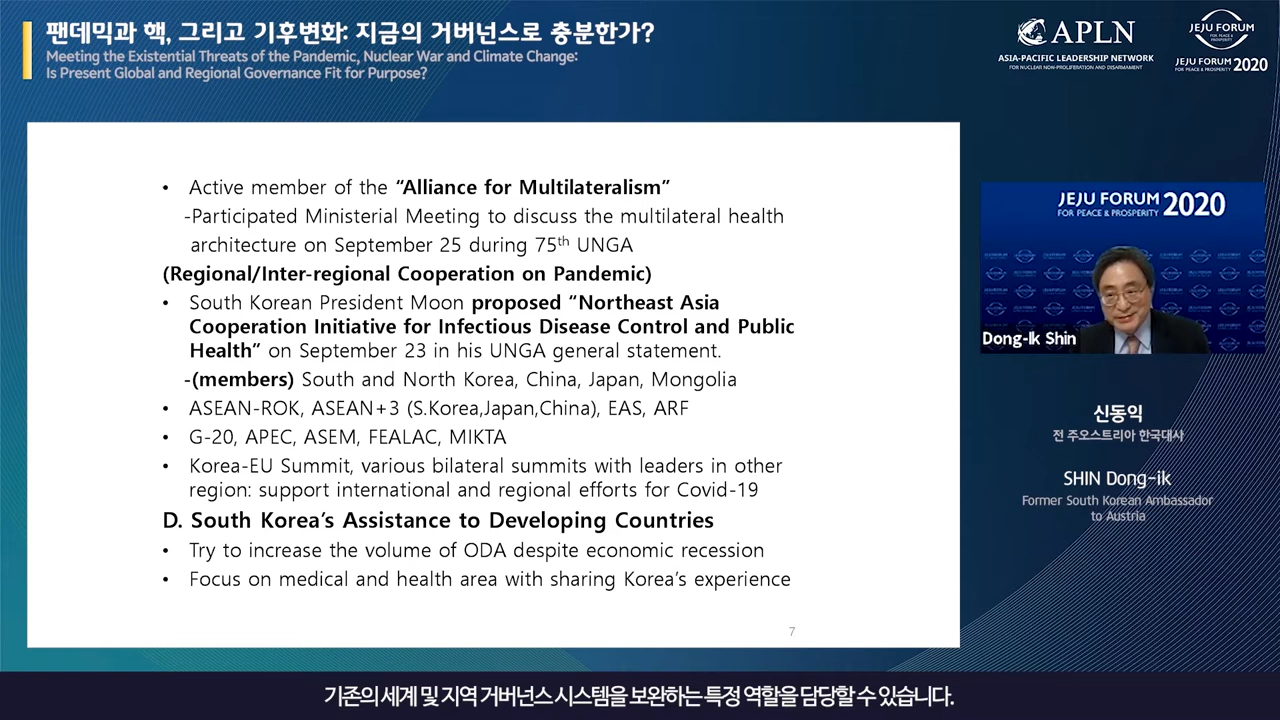 팬데믹과 핵, 그리고 기후변화: 지금의 거버넌스로 충분한가?
Meeting the Existential Threats of the Pandemic, Nuclear War and Climate Change:
Is Present Global and Regional Governance Fit for Purpose?
APLN
ASIA-PACIFIC LEADERSHIP NETWORK
FOR NUCLEAR NON-PROLIFERATION AND DISARMAMENT
JEJU FORUM
FOR PEACE & PROSPERITY
JEJU FORUM
FOR PEACE & PROSPERITY 2020
• Active member of the “Alliance for Multilateralism”
-Participated Ministerial Meeting to discuss the multilateral health
architecture on September 25 during 75th UNGA
(Regional/Inter-regional Cooperation on Pandemic)
• South Korean President Moon proposed “Northeast Asia
Cooperation Initiative for Infectious Disease Control and Public
Health” on September 23 in his UNGA general statement.
-(members) South and North Korea, China, Japan, Mongolia
• ASEAN-ROK, ASEAN+3 (S.Korea,Japan,China), EAS, ARF
• G-20, APEC, ASEM, FEALAC, MIKTA
• Korea-EU Summit, various bilateral summits with leaders in other
region: support international and regional efforts for Covid-19
D. South Korea’s Assistance to Developing Countries
• Try to increase the volume of ODA despite economic recession
• Focus on medical and health area with sharing Korea’s experience
7
JEJU FORUM 2020
FOR PEACE & PROSPERITY
Dong-Ik Shin
신동익
전 주오스트리아 한국대사
SHIN Dong-ik
Former South Korean Ambassador
to Austria
기존의 세계 및 지역 거버넌스 시스템을 보완하는 특정 역할을 담당할 수 있습니다.